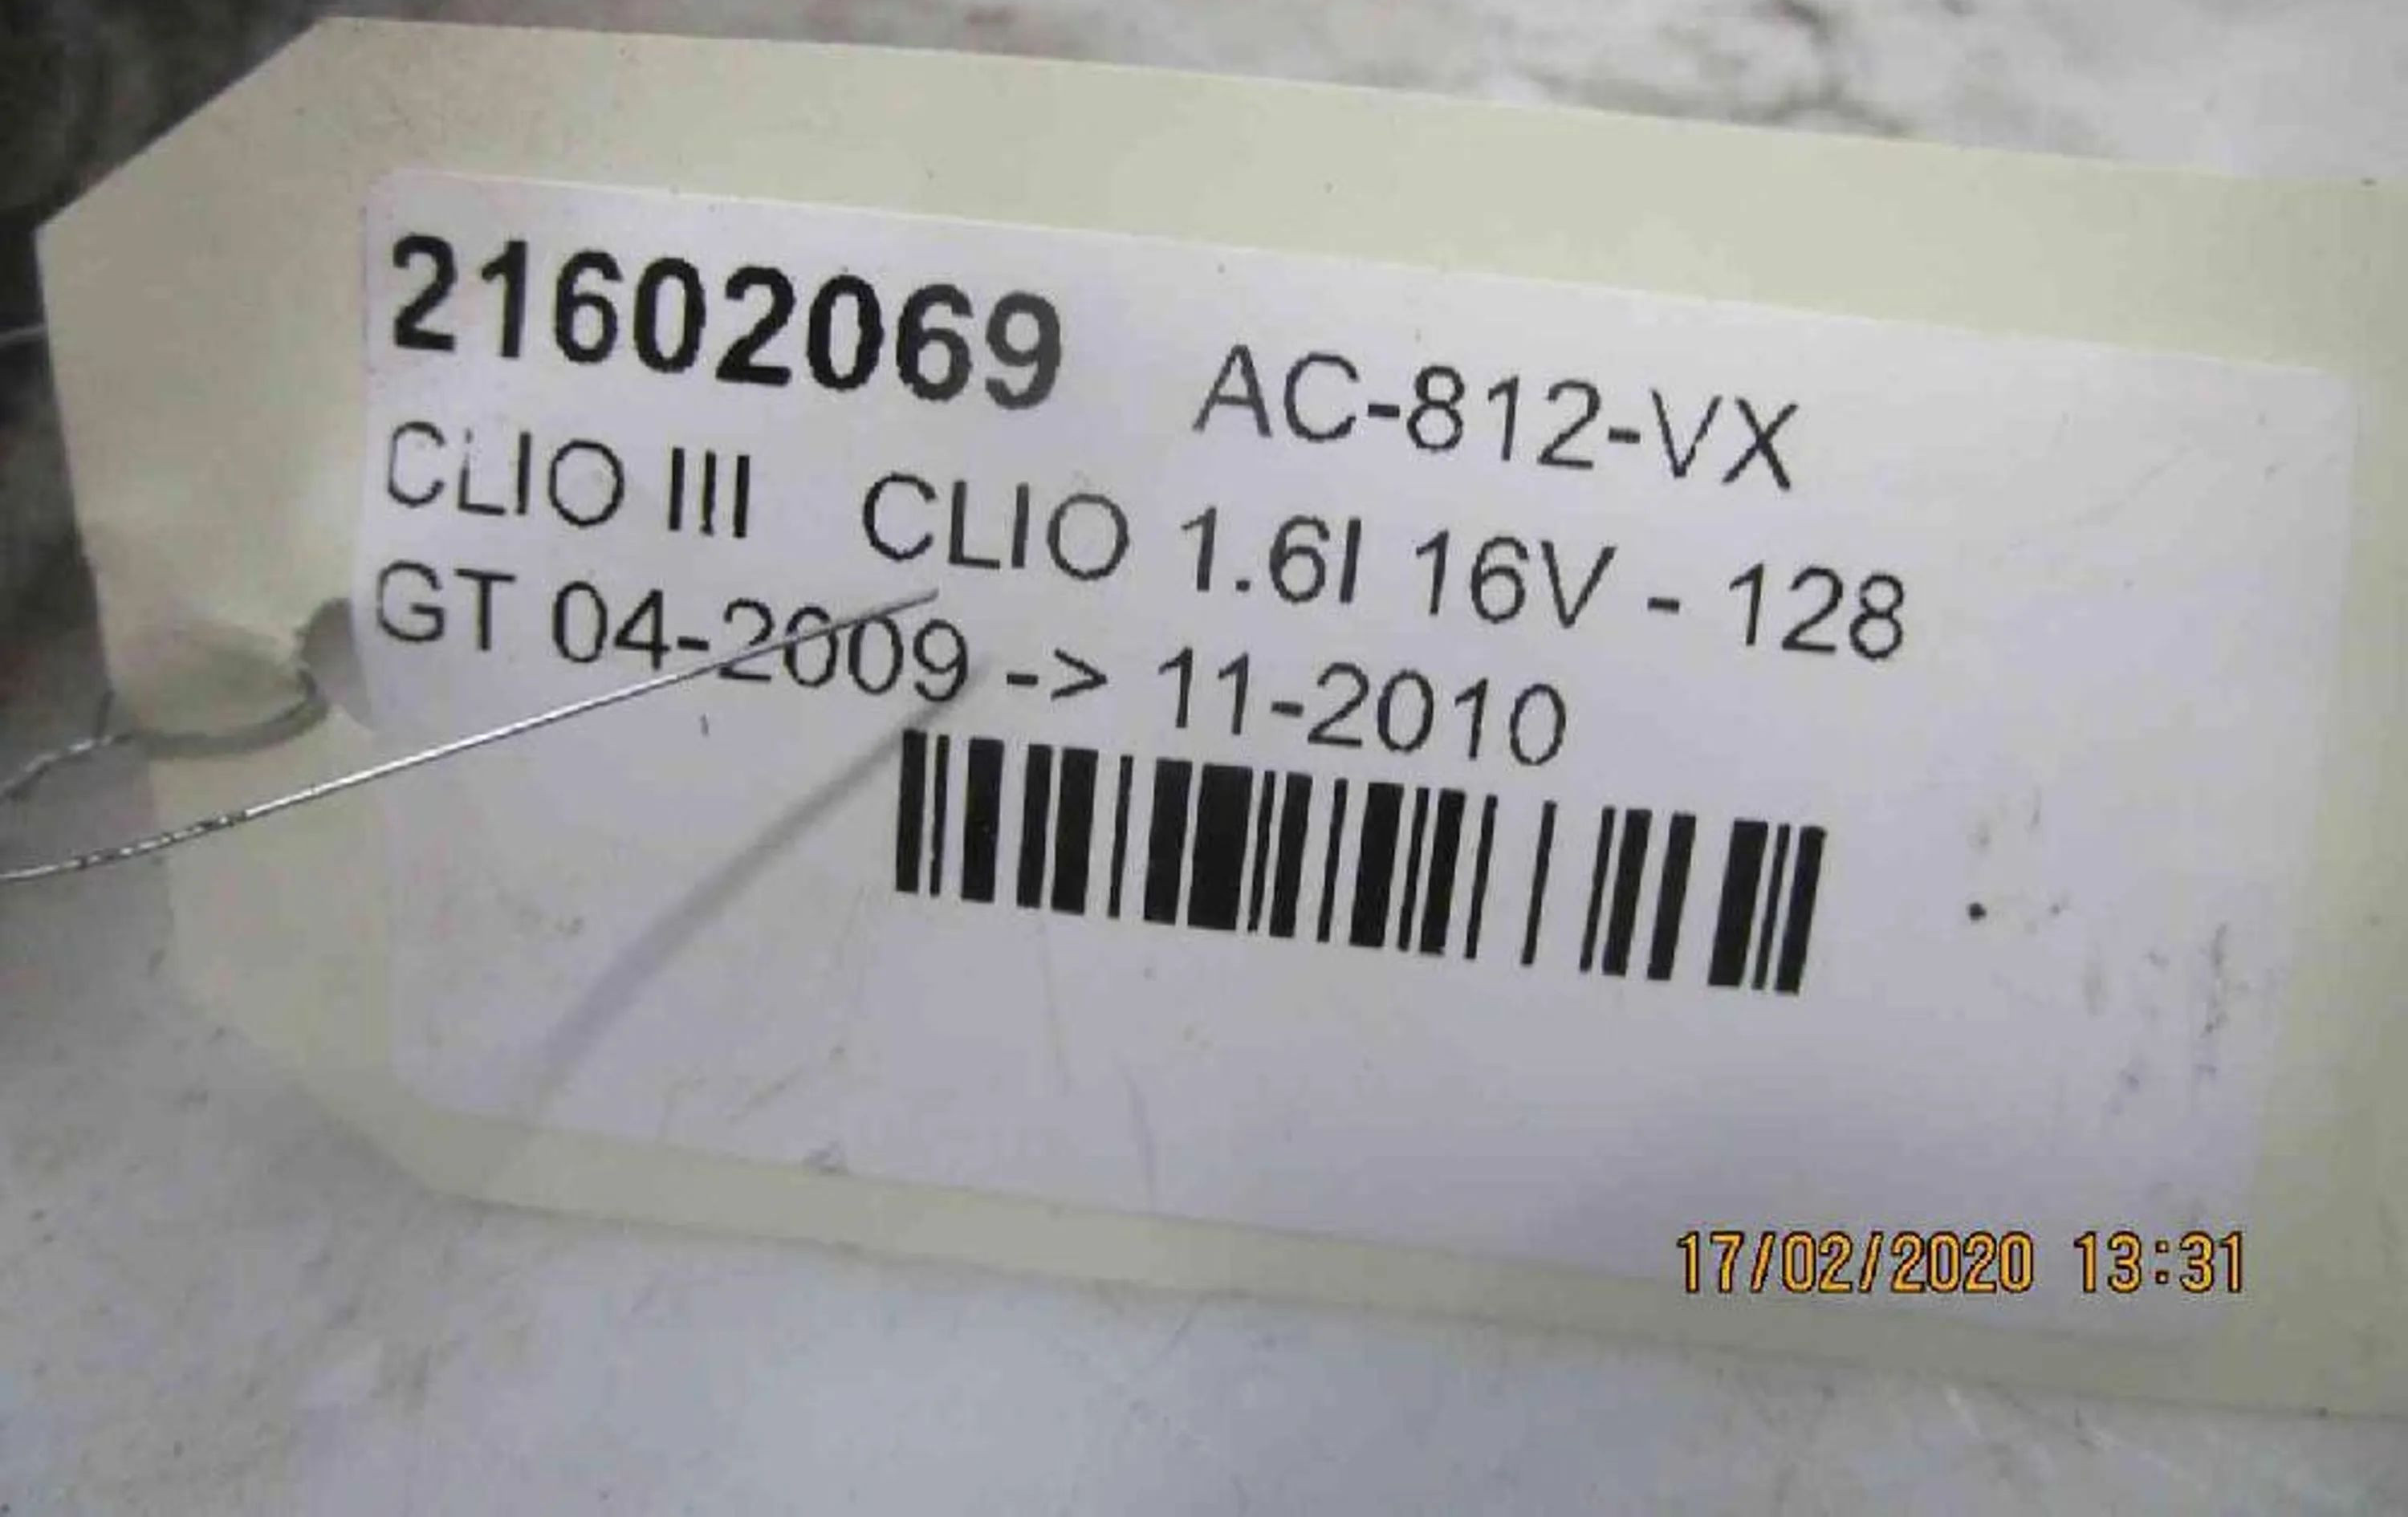 21602069 AC-812-VX
CLIO III CLIO 1.6I 16V - 128
GT 04-2009 -> 11-2010
17/02/2020 13:31